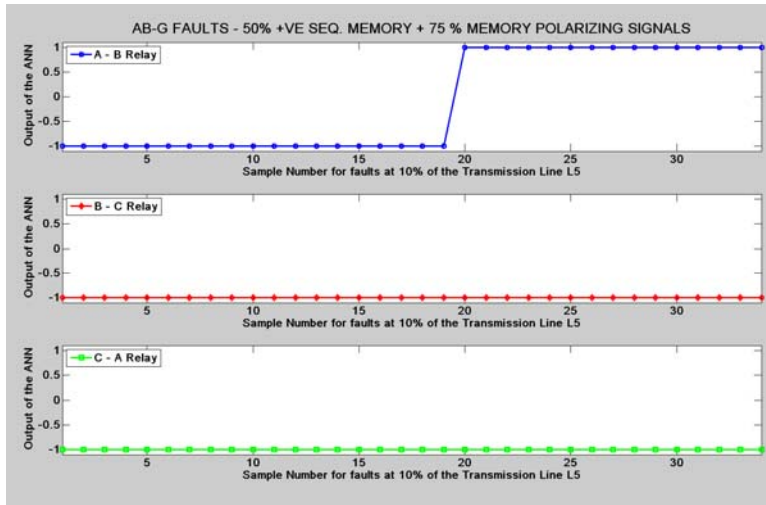 AB-G FAULTS - 50% +VE SEQ. MEMORY + 75 % MEMORY POLARIZING SIGNALS
Output of the ANN
1
0.5
0
-0.5
-1
A - B Relay
5 10 15 20 25 30
Sample Number for faults at 10% of the Transmission Line L5
Output of the ANN
1
0.5
0
-0.5
-1
B - C Relay
5 10 15 20 25 30
Sample Number for faults at 10% of the Transmission Line L5
Output of the ANN
1
0.5
0
-0.5
-1
C - A Relay
5 10 15 20 25 30
Sample Number for faults at 10% of the Transmission Line L5